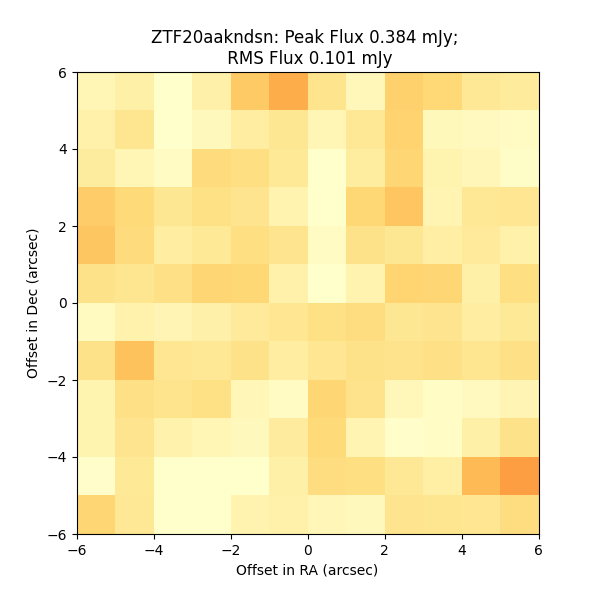 ZTF20aakndsn: Peak Flux 0.384 mJy;
RMS Flux 0.101 mJy
6
4
2
0
−2
−4
−6
Offset in Dec (arcsec)
−6 −4 −2 0 2 4 6
Offset in RA (arcsec)